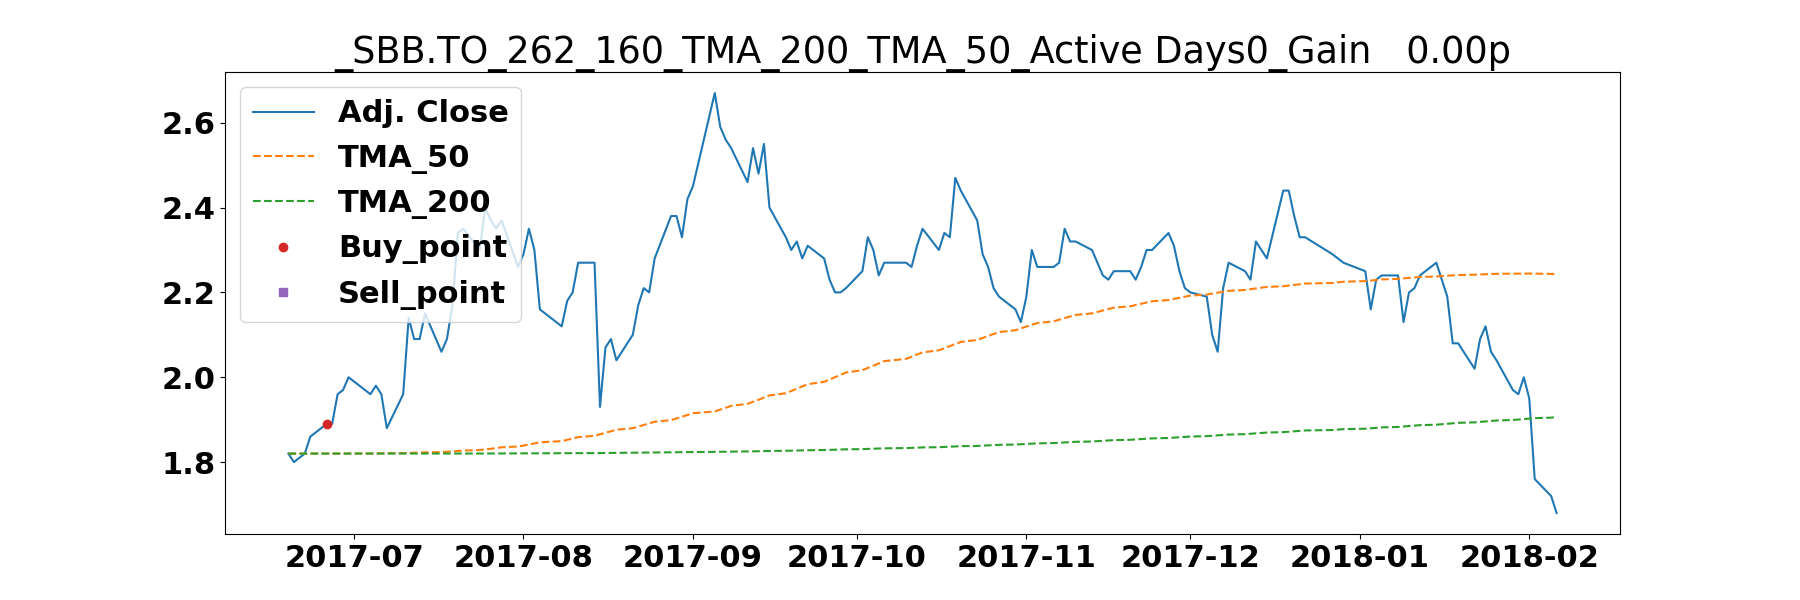 _SBB.TO_262_160_TMA_200_TMA_50_Active Days0_Gain   0.00p
Adj. Close
TMA_50
TMA_200
Buy_point
Sell_point
2.6
2.4
2.2
2.0
1.8
2017-07 2017-08 2017-09 2017-10 2017-11 2017-12 2018-01 2018-02